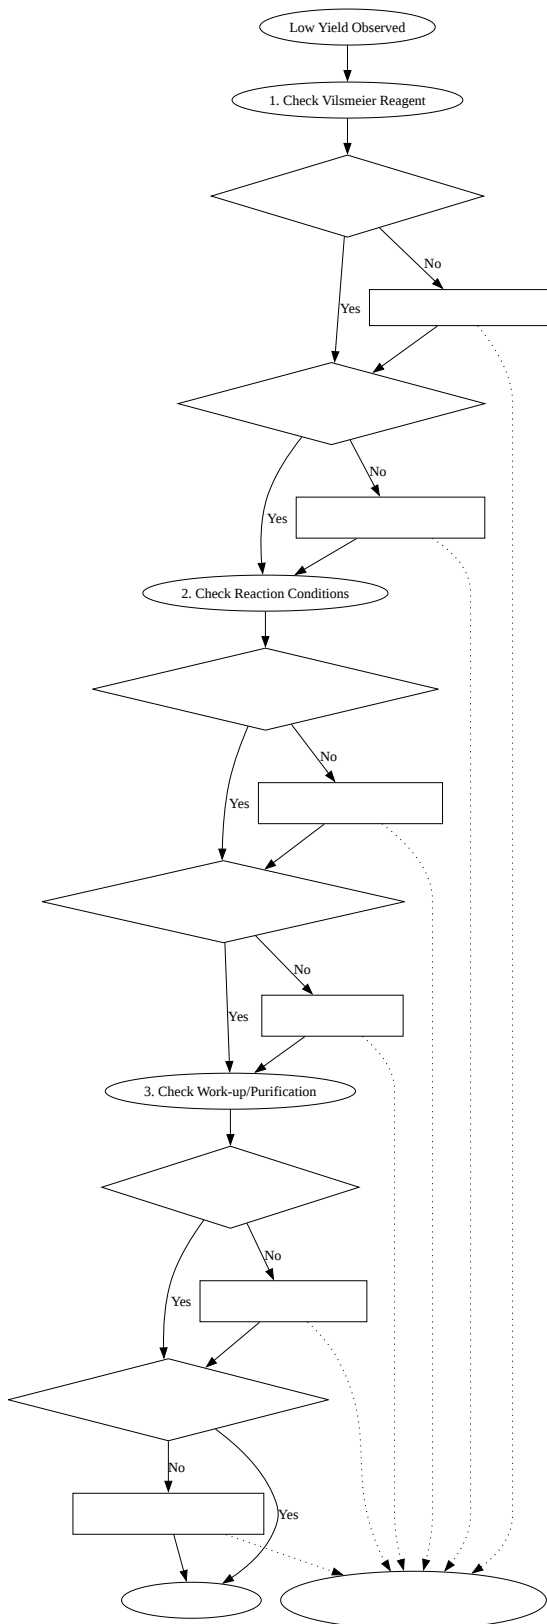 Low Yield Observed
1. Check Vilsmeier Reagent
No
Yes
No
Yes
2. Check Reaction Conditions
No
Yes
No
Yes
3. Check Work-up/Purification
No
Yes
No
Yes